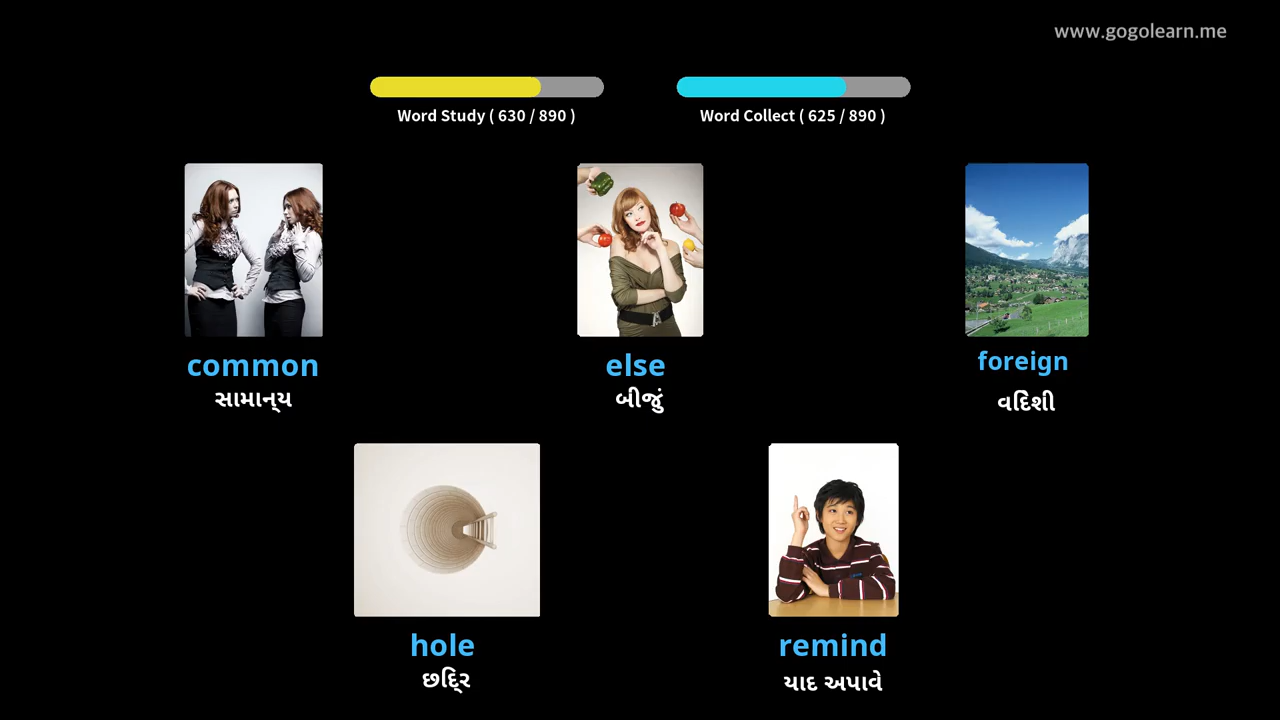 www.gogolearn.me
Word Study ( 630 / 890 )
Word Collect ( 625 / 890 )
common
સામાન્ય
else
બીજું
foreign
વિદેશી
hole
છિદ્ર
remind
યાદ અપાવે